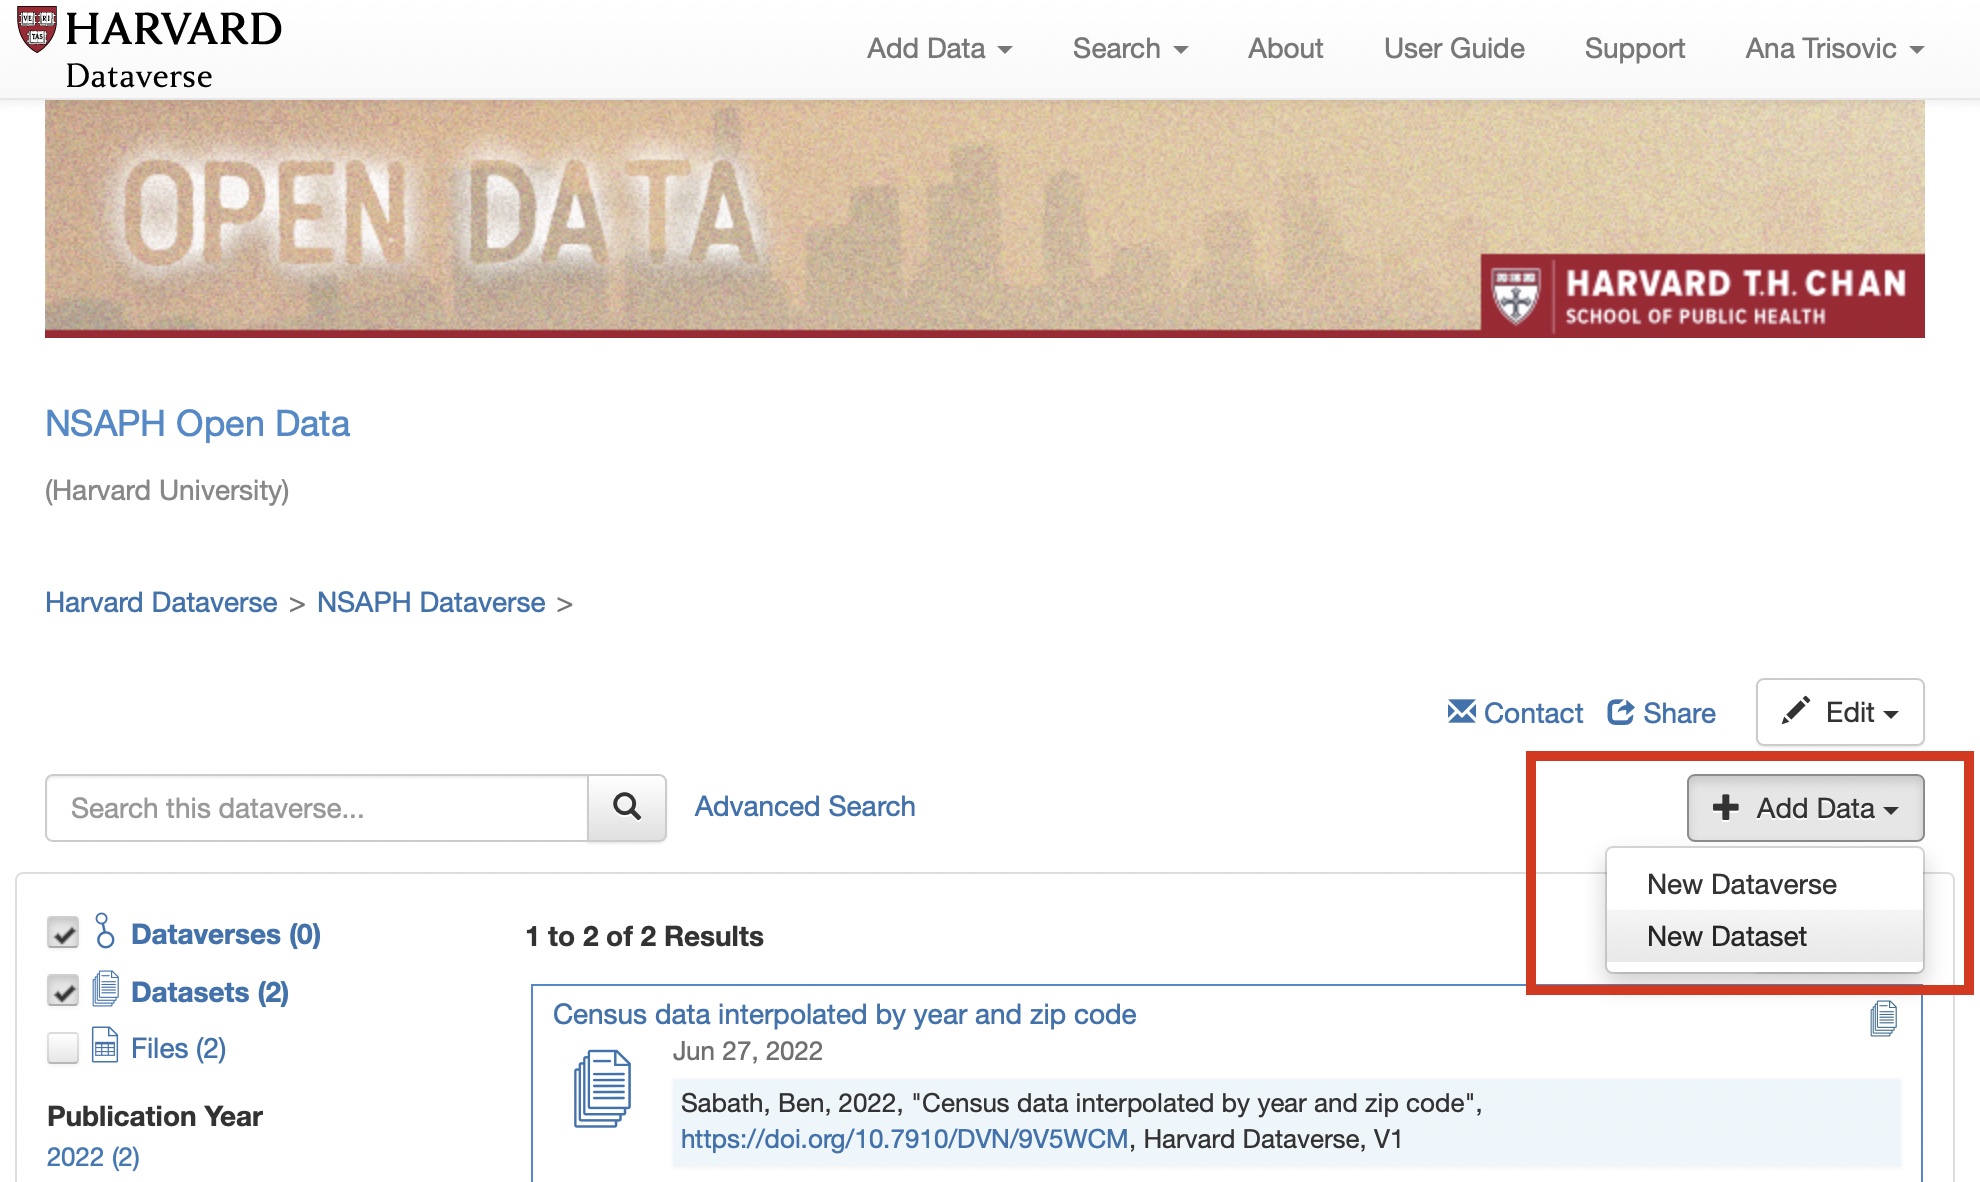 HARVARD
Dataverse
Add Data
Search
About
User Guide
Support
Ana Trisovic
OPEN DATA
HARVARD T.H. CHAN
SCHOOL OF PUBLIC HEALTH
NSAPH Open Data
(Harvard University)
Harvard Dataverse > NSAPH Dataverse >
Contact
Share
Edit
Search this dataverse...
Advanced Search
Add Data
New Dataverse
New Dataset
Dataverses (0)
Datasets (2)
Files (2)
Publication Year
2022 (2)
1 to 2 of 2 Results
Census data interpolated by year and zip code
Jun 27, 2022
Sabath, Ben, 2022, "Census data interpolated by year and zip code",
https://doi.org/10.7910/DVN/9V5WCM, Harvard Dataverse, V1